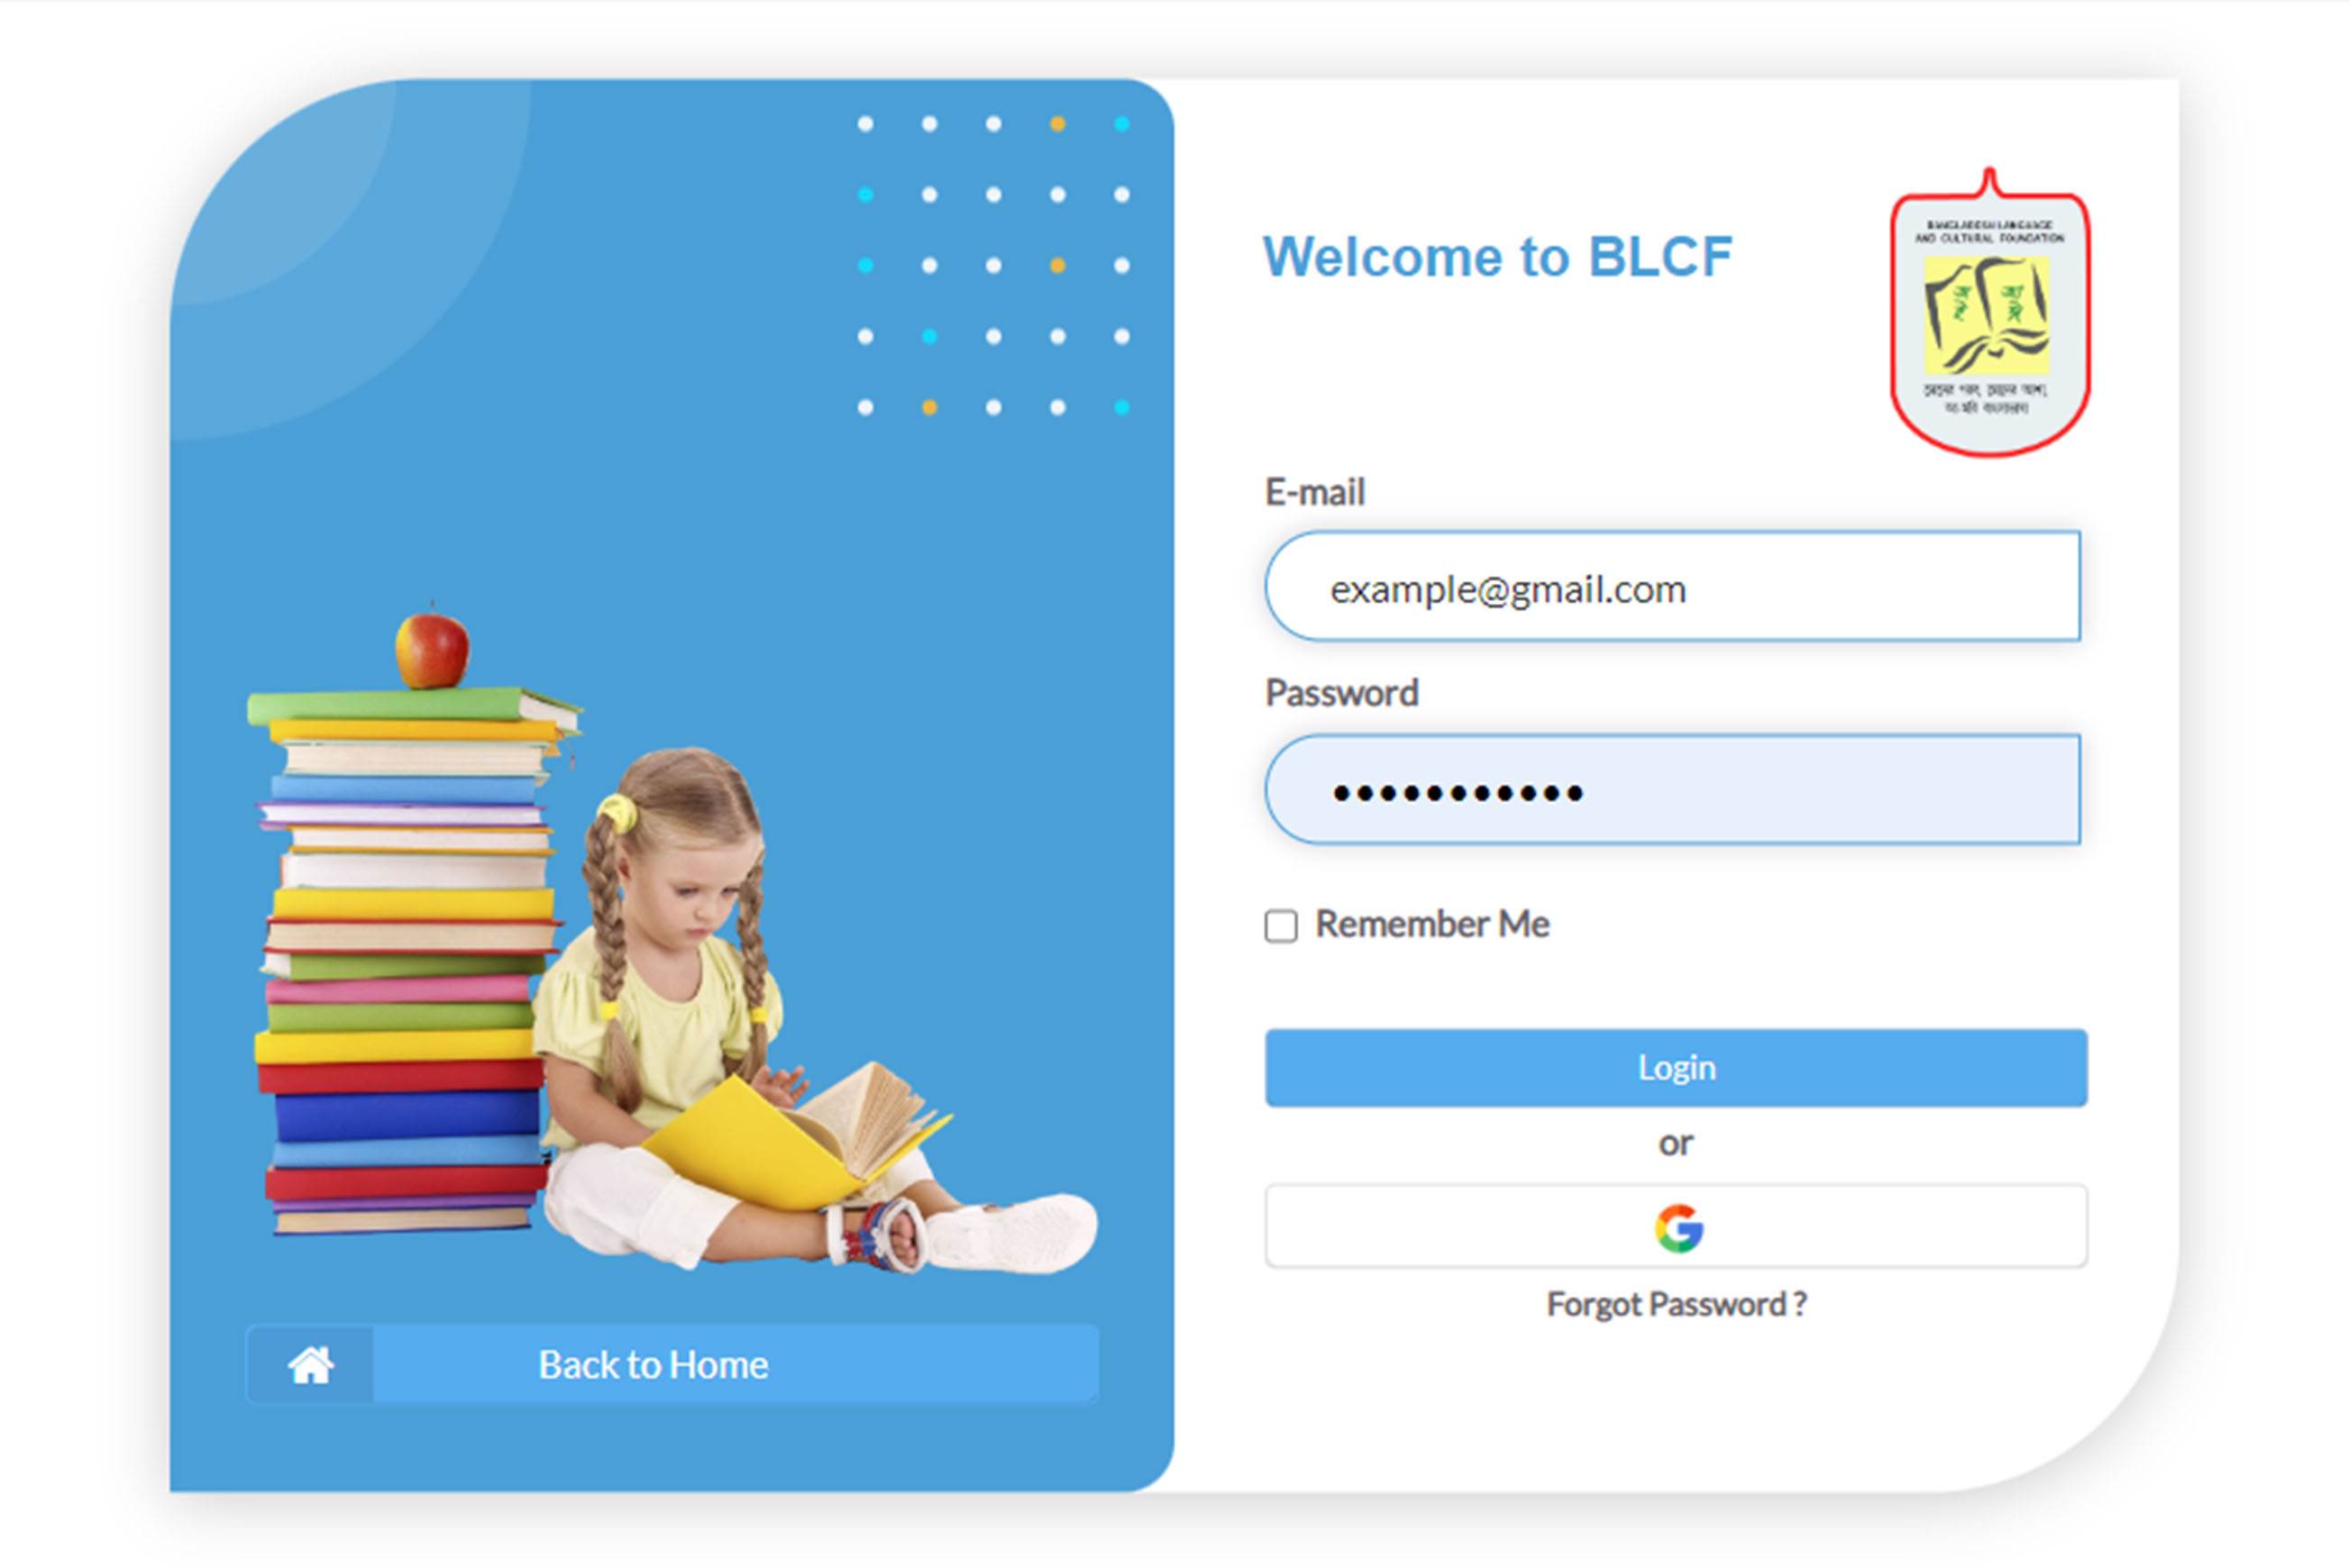 Welcome to BLCF
BANGLADESH LANGUAGE
AND CULTURAL FOUNDATION
E-mail
example@gmail.com
Password
Remember Me
Login
or
Forgot Password ?
Back to Home